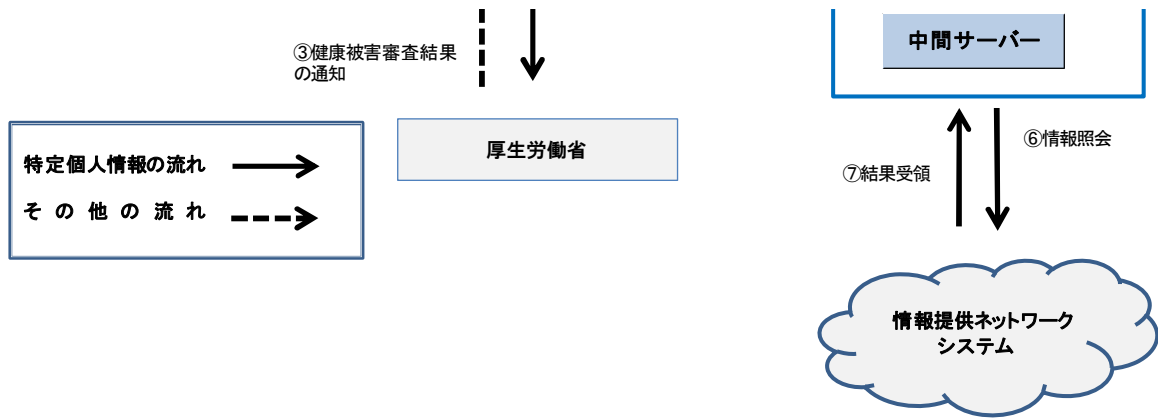 ③健康被害審査結果
の通知
中間サーバー
特定個人情報の流れ
その他の流れ
厚生労働省
⑥情報照会
⑦結果受領
情報提供ネットワーク
システム